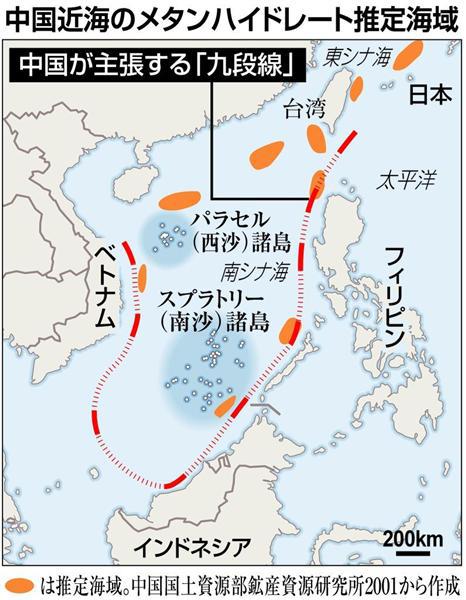 中国近海のメタンハイドレート推定海域
中国が主張する「九段線」
東シナ海
日本
台湾
太平洋
パラセル
(西沙)諸島
ベトナム
南シナ海
フィリピン
スプラトリー
(南沙)諸島
インドネシア
200km
は推定海域。中国国土資源部鉱産資源研究所2001から作成